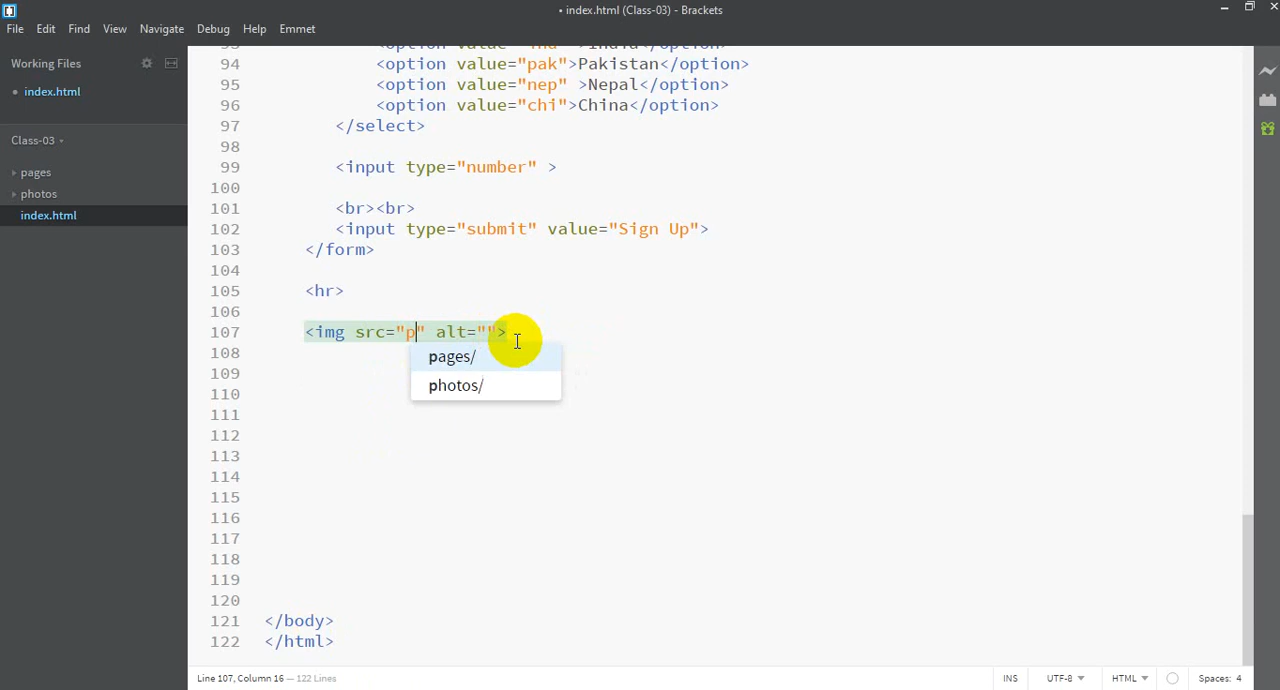 • index.html (Class-03) - Brackets
File Edit Find View Navigate Debug Help Emmet
Working Files
• index.html
Class-03
pages
photos
index.html
94 <option value="pak">Pakistan</option>
95 <option value="nep" >Nepal</option>
96 <option value="chi">China</option>
97 </select>
98
99 <input type="number" >
100
101 <br><br>
102 <input type="submit" value="Sign Up">
103 </form>
104
105 <hr>
106
107 <img src="p" alt="">
pages/
photos/
108
109
110
111
112
113
114
115
116
117
118
119
120
121 </body>
122 </html>
Line 107, Column 16 — 122 Lines
INS UTF-8 HTML Spaces: 4